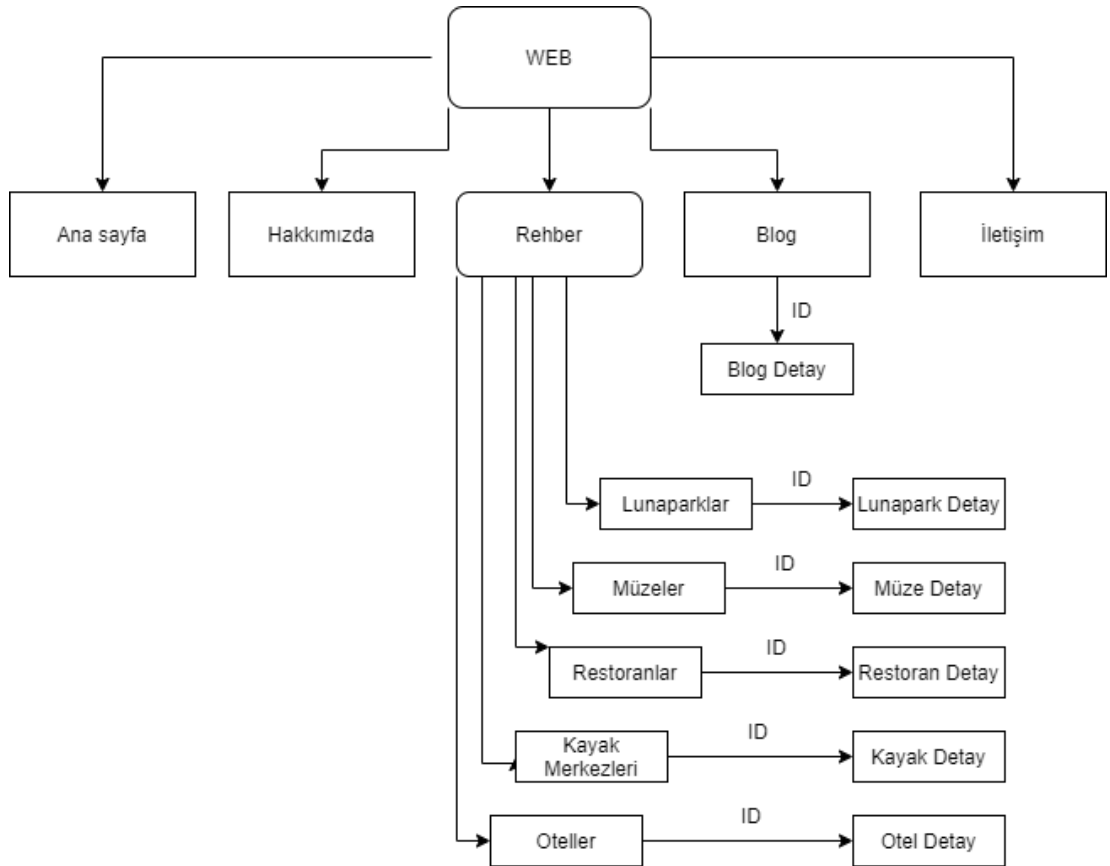 WEB
Ana sayfa
Hakkımızda
Rehber
Blog
İletişim
ID
Blog Detay
Lunaparklar
ID
Lunapark Detay
Müzeler
ID
Müze Detay
Restoranlar
ID
Restoran Detay
Kayak
Merkezleri
ID
Kayak Detay
Oteller
ID
Otel Detay